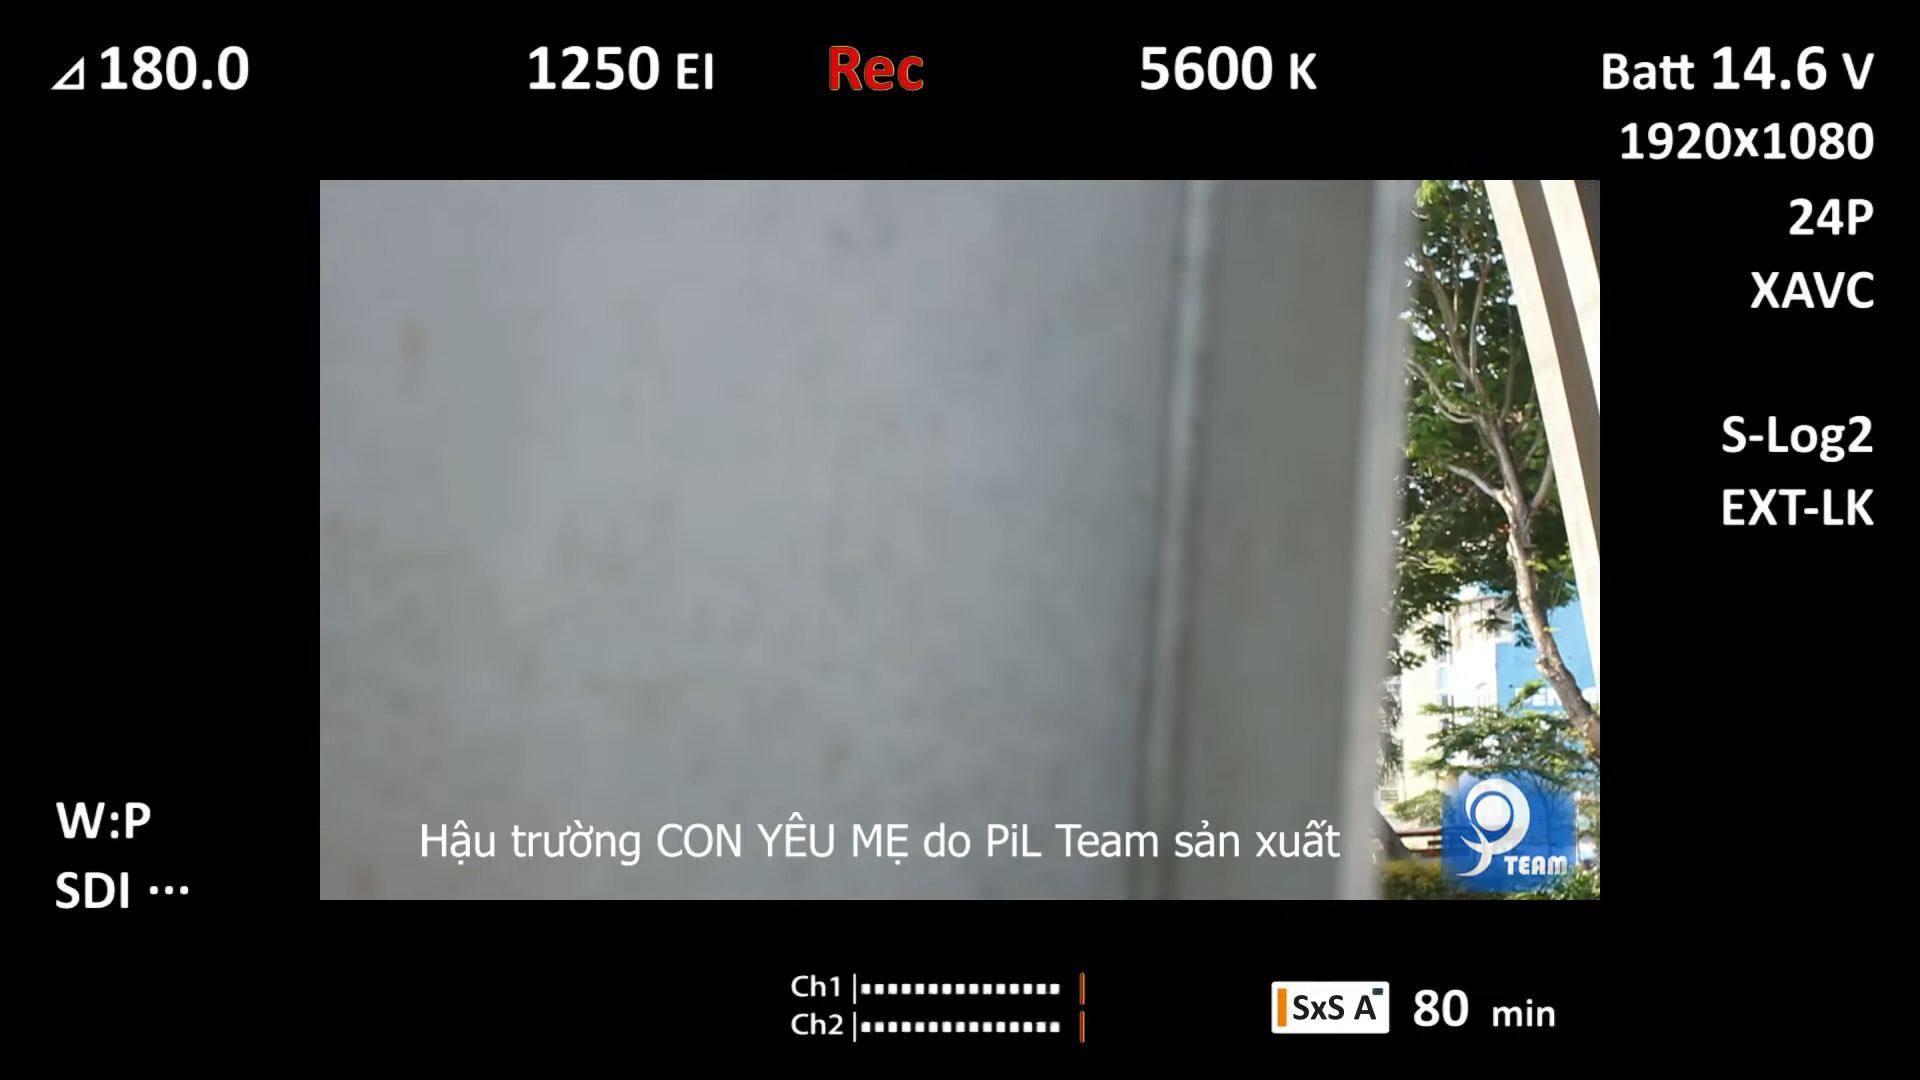 180.0
1250 EI
Rec
5600 K
Batt 14.6 V
1920x1080
24P
XAVC
S-Log2
EXT-LK
W:P
SDI ···
Hậu trường CON YÊU MẸ do PiL Team sản xuất
TEAM
Ch1
Ch2
SxS A
80 min